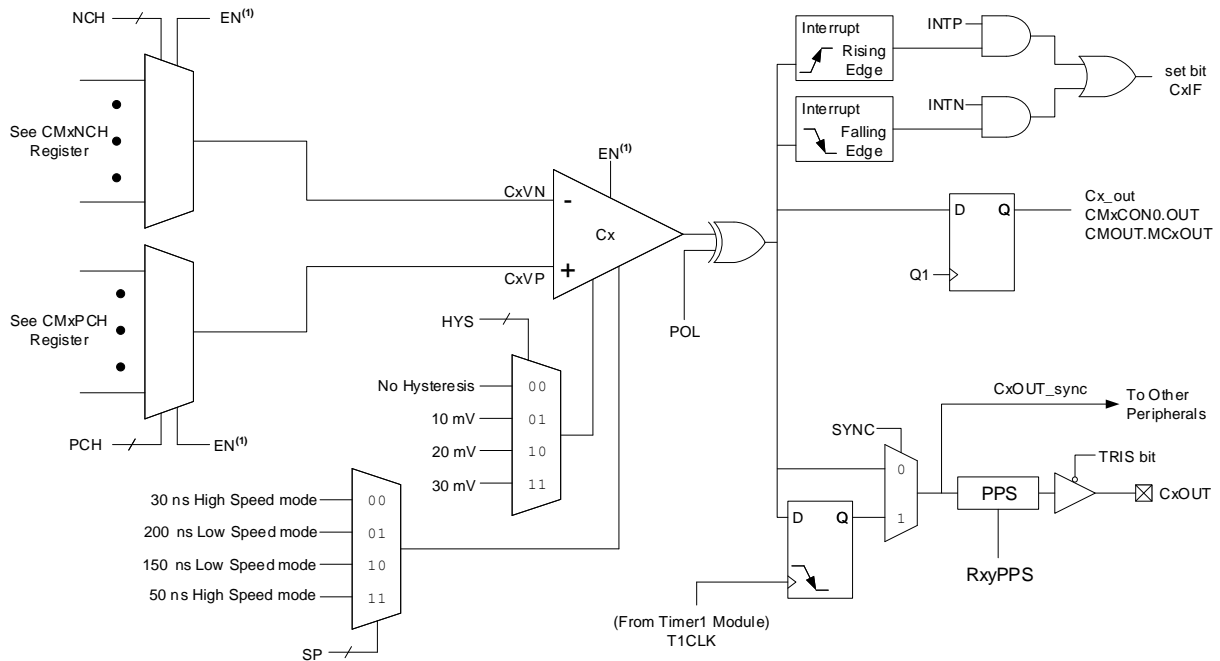 NCH
EN(1)
See CMxNCH
Register
See CMxPCH
Register
PCH
EN(1)
CxVN
CxVP
EN(1)
-
Cx
+
POL
HYS
No Hysteresis
00
10 mV
01
20 mV
10
30 mV
11
30 ns High Speed mode
00
200 ns Low Speed mode
01
150 ns Low Speed mode
10
50 ns High Speed mode
11
SP
Interrupt
Rising
Edge
INTP
Interrupt
Falling
Edge
INTN
set bit
CxIF
D
Q
Q1
Cx_out
CMxCON0.OUT
CMOUT.MCxOUT
CxOUT_sync
To Other
Peripherals
SYNC
0
1
D
Q
(From Timer1 Module)
T1CLK
PPS
RxyPPS
TRIS bit
CxOUT